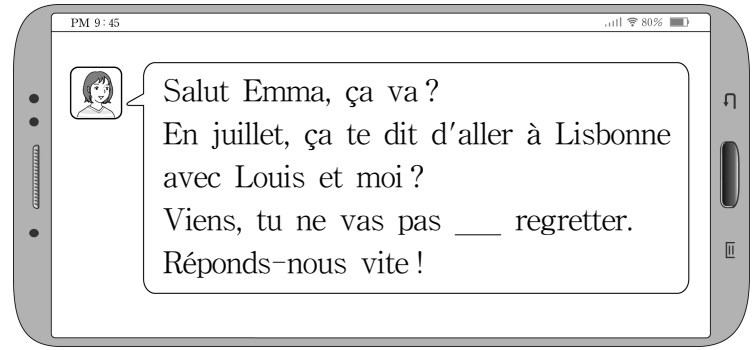 PM 9:45
80%
Salut Emma, ça va ?
En juillet, ça te dit d'aller à Lisbonne
avec Louis et moi ?
Viens, tu ne vas pas ___ regretter.
Réponds-nous vite !